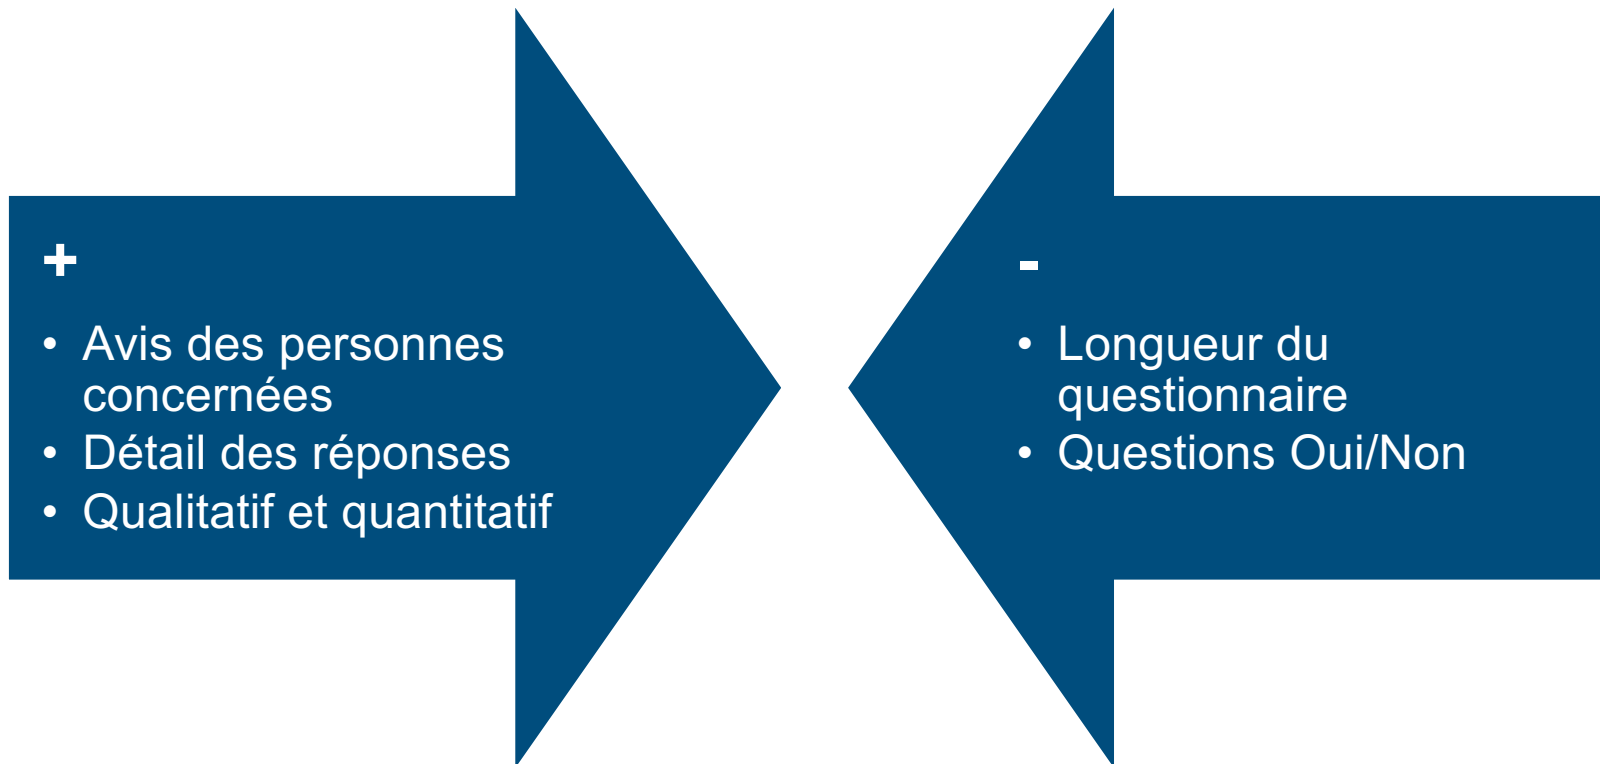 +
• Avis des personnes
concernées
• Détail des réponses
• Qualitatif et quantitatif
-
• Longueur du
questionnaire
• Questions Oui/Non